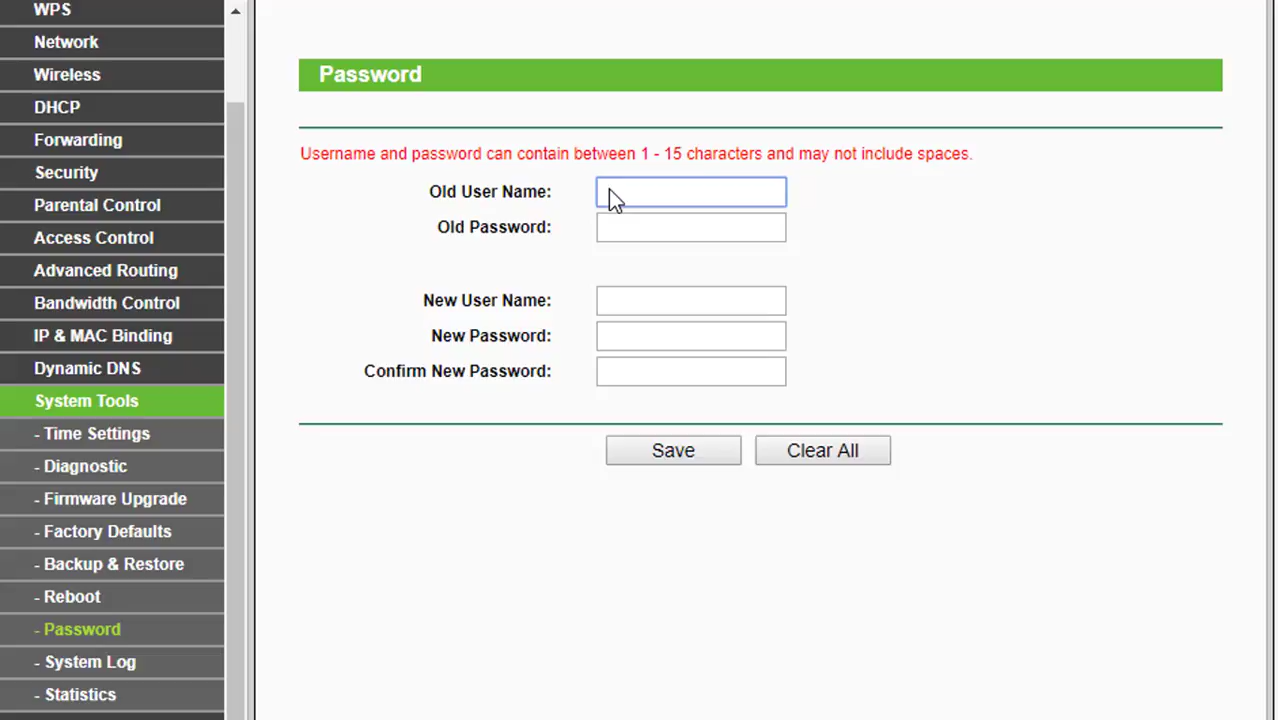 WPS
Network
Wireless
DHCP
Forwarding
Security
Parental Control
Access Control
Advanced Routing
Bandwidth Control
IP & MAC Binding
Dynamic DNS
System Tools
- Time Settings
- Diagnostic
- Firmware Upgrade
- Factory Defaults
- Backup & Restore
- Reboot
- Password
- System Log
- Statistics
Password
Username and password can contain between 1 - 15 characters and may not include spaces.
Old User Name:
Old Password:
New User Name:
New Password:
Confirm New Password:
Save Clear All